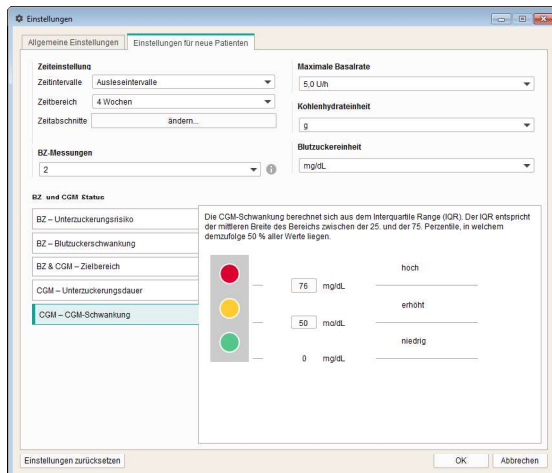 Einstellungen
Allgemeine Einstellungen
Einstellungen für neue Patienten
Zeiteinstellung
Zeitintervalle
Ausleseintervalle
Zeitbereich
4 Wochen
Zeitabschnitte
ändern...
BZ-Messungen
2
Maximale Basalrate
5,0 U/h
Kohlenhydrateinheit
g
Blutzuckereinheit
mg/dL
BZ und CGM Status
BZ – Unterzuckerungsrisiko
BZ – Blutzuckerschwankung
BZ & CGM – Zielbereich
CGM – Unterzuckerungsdauer
CGM – CGM-Schwankung
Die CGM-Schwankung berechnet sich aus dem Interquartile Range (IQR). Der IQR entspricht
der mittleren Breite des Bereichs zwischen der 25. und der 75. Perzentile, in welchem
demzufolge 50 % aller Werte liegen.
hoch
76 mg/dL
erhöht
50 mg/dL
niedrig
0 mg/dL
Einstellungen zurücksetzen
OK
Abbrechen